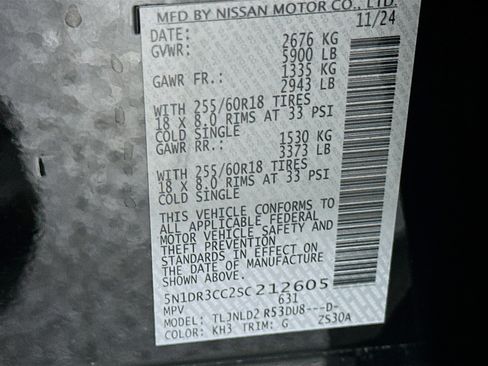 MFD BY NISSAN MOTOR CO., LTD.
DATE: 11/24
GVWR: 2676 KG
5900 LB
GAWR FR.: 1335 KG
2943 LB
WITH 255/60R18 TIRES
18 X 8.0 RIMS AT 33 PSI
COLD SINGLE
GAWR RR.: 1530 KG
3373 LB
WITH 255/60R18 TIRES
18 X 8.0 RIMS AT 33 PSI
COLD SINGLE
THIS VEHICLE CONFORMS TO
ALL APPLICABLE FEDERAL
MOTOR VEHICLE SAFETY AND
THEFT PREVENTION
STANDARDS IN EFFECT ON
THE DATE OF MANUFACTURE
SHOWN ABOVE.
5N1DR3CC2SC212605
MPV 631
MODEL: TLJNLD2 R53DU8---D-
COLOR: KH3 TRIM: G ZS30A